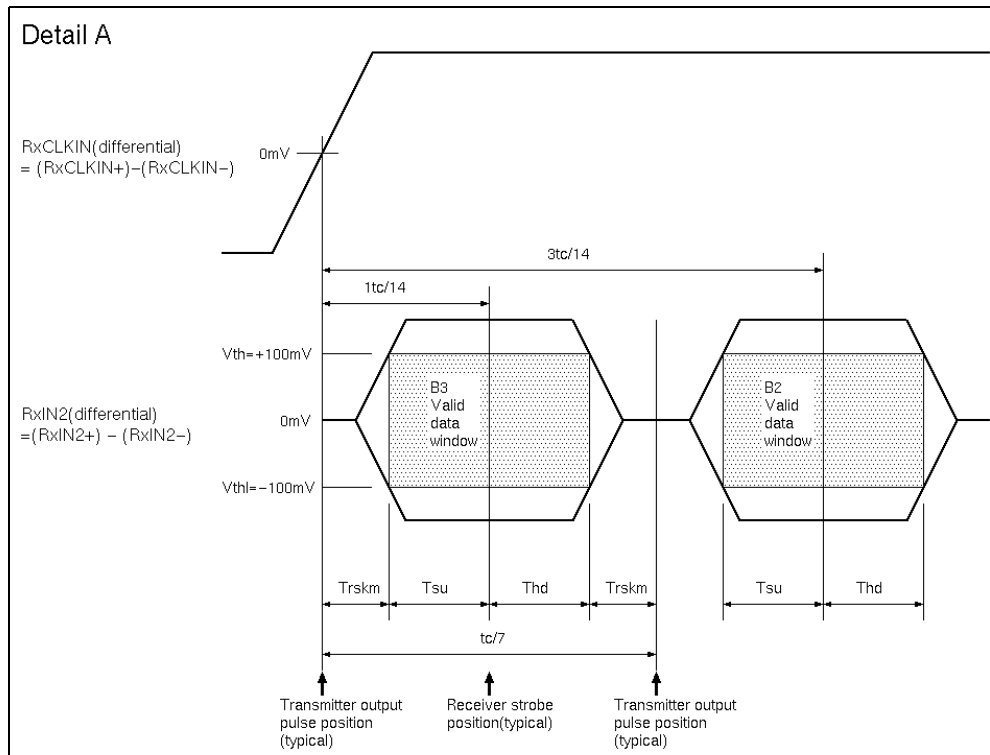 Detail A
RxCLKIN(differential)
= (RxCLKIN+)−(RxCLKIN−)
0mV
3tc/14
1tc/14
Vth=+100mV
B3
Valid
data
window
B2
Valid
data
window
RxIN2(differential)
=(RxIN2+) − (RxIN2−)
0mV
Vthl=−100mV
Trskm
Tsu
Thd
Trskm
Tsu
Thd
tc/7
Transmitter output
pulse position
(typical)
Receiver strobe
position(typical)
Transmitter output
pulse position
(typical)